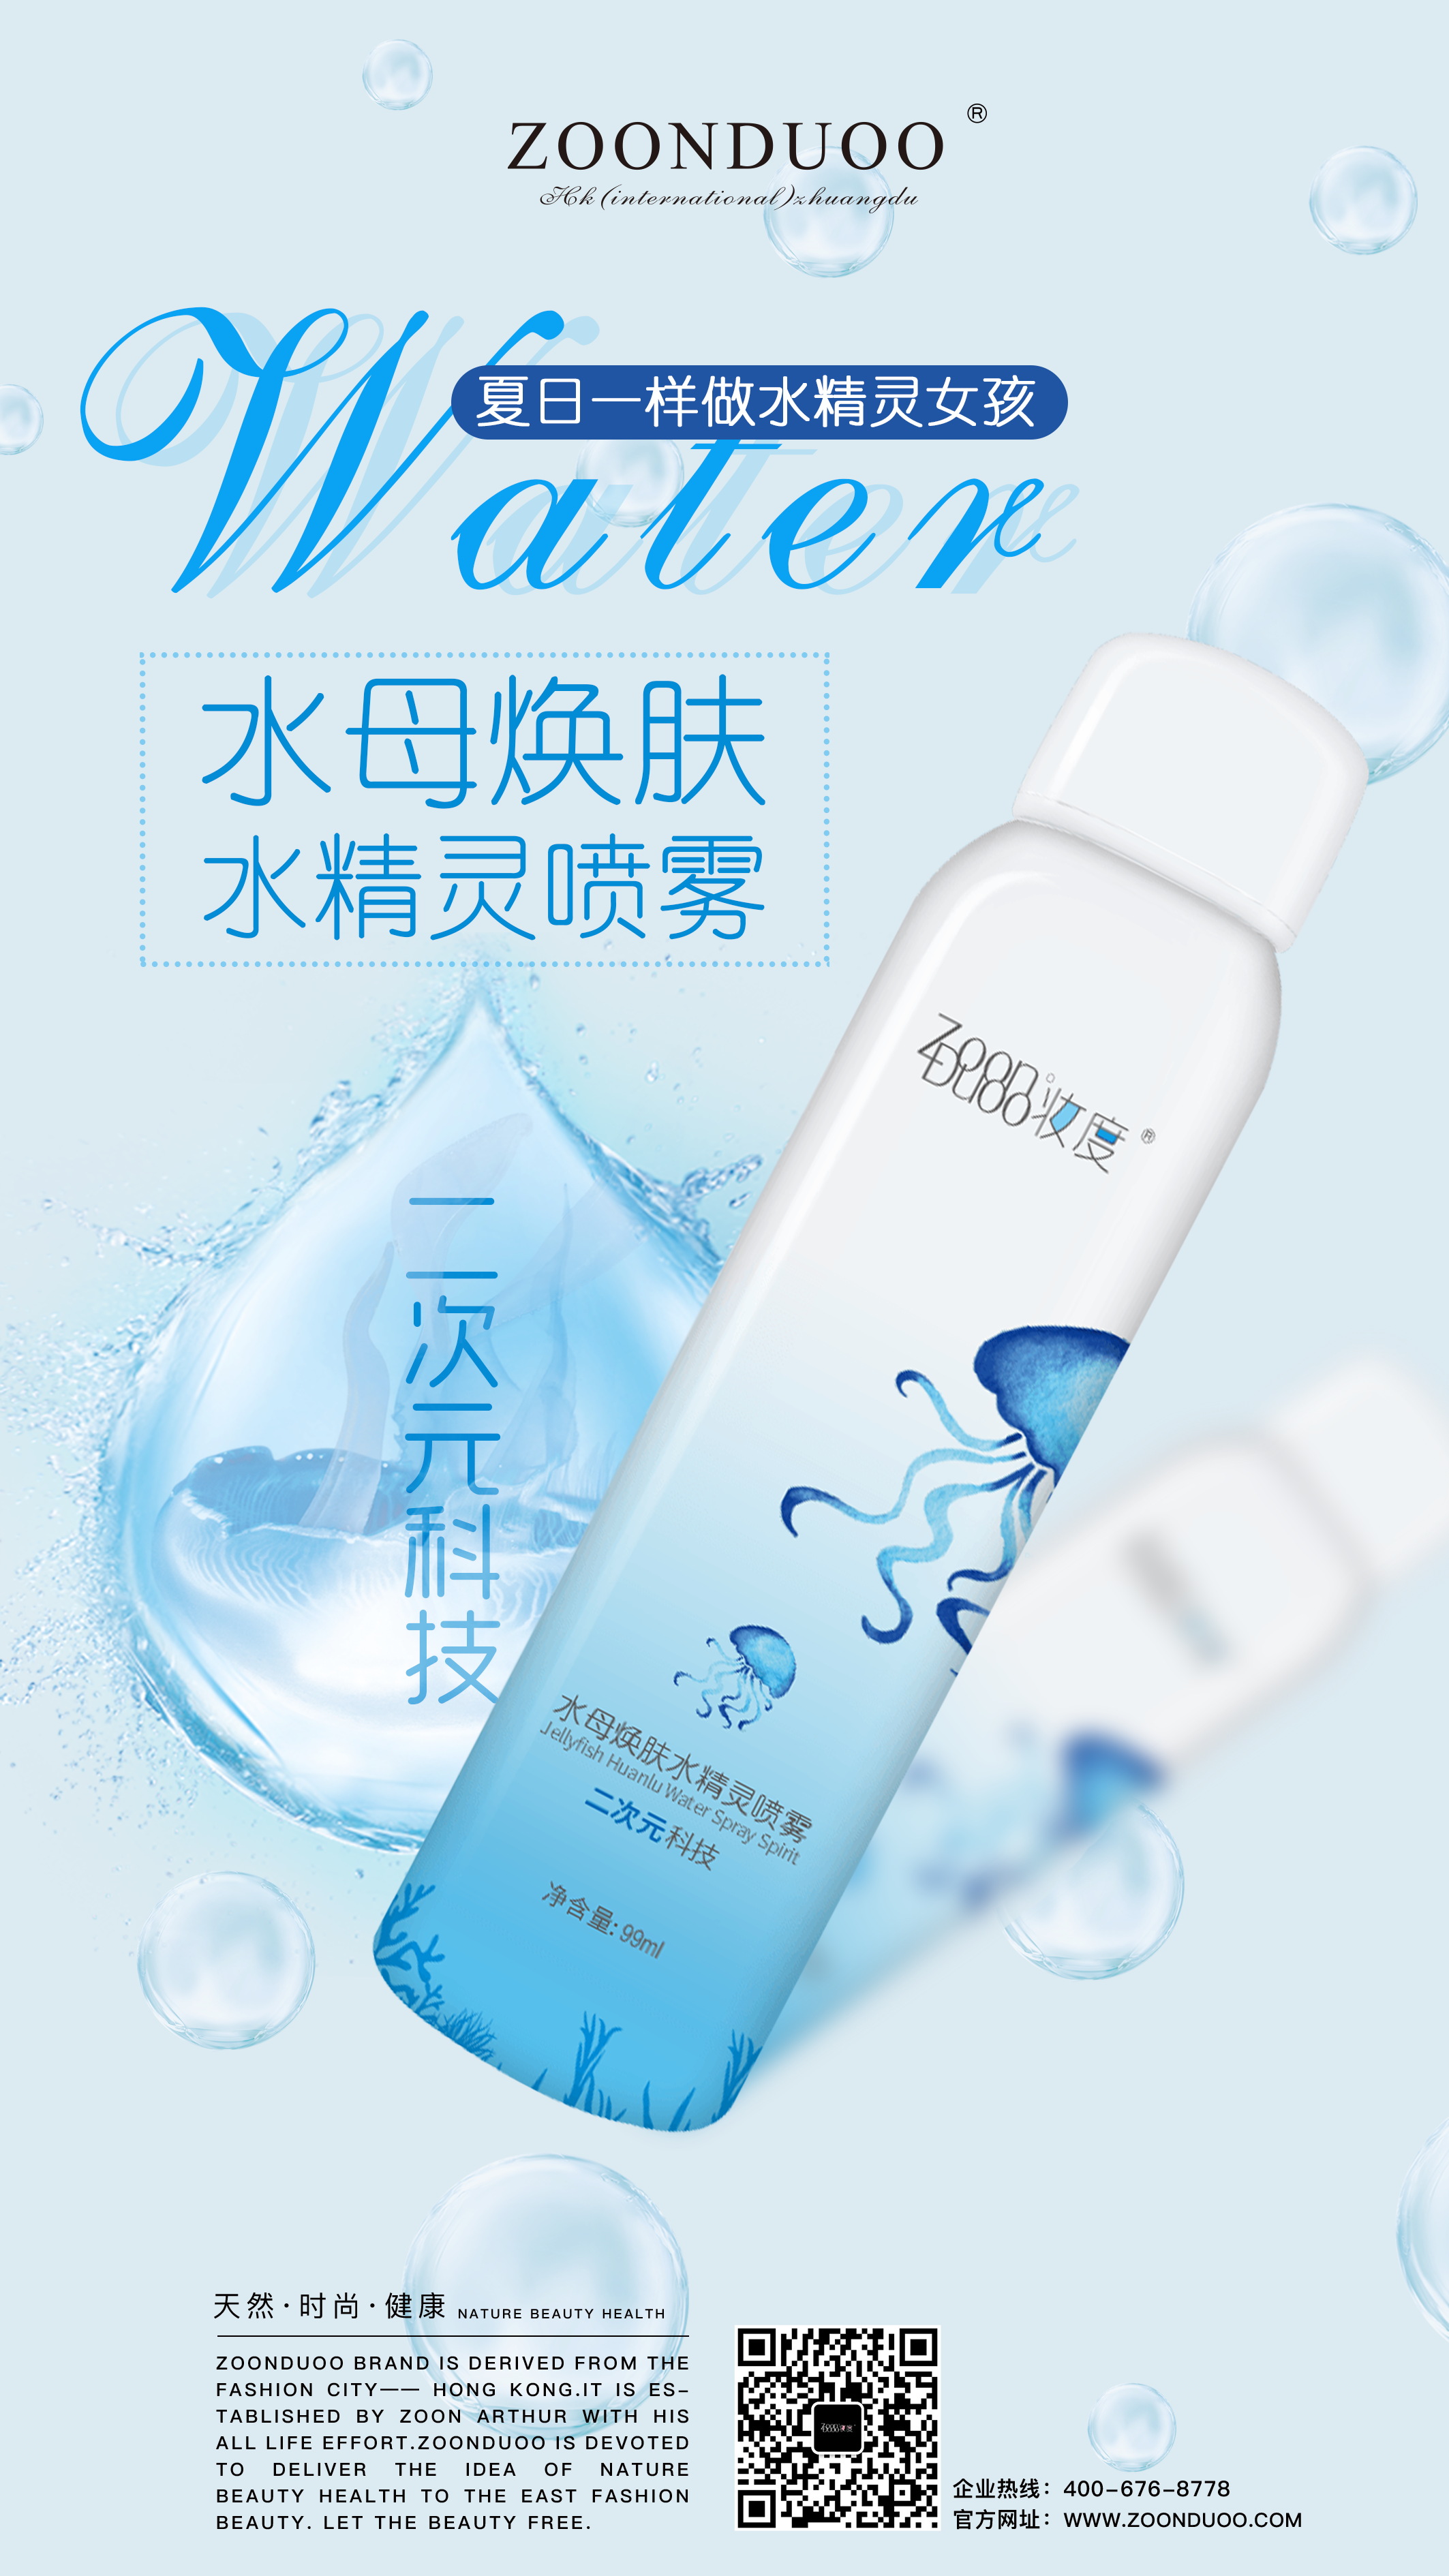 ZOONDUOO ®
Hk (international) zhuangdu
Water
夏日一样做水精灵女孩
水母焕肤
水精灵喷雾
二次元科技
ZOON DUOO 妆度 ®
水母焕肤水精灵喷雾
Jellyfish Huanlu Water Spray Spirit
二次元科技
净含量: 99ml
天然·时尚·健康 NATURE BEAUTY HEALTH
ZOONDUOO BRAND IS DERIVED FROM THE
FASHION CITY—— HONG KONG.IT IS ES-
TABLISHED BY ZOON ARTHUR WITH HIS
ALL LIFE EFFORT.ZOONDUOO IS DEVOTED
TO DELIVER THE IDEA OF NATURE
BEAUTY HEALTH TO THE EAST FASHION
BEAUTY. LET THE BEAUTY FREE.
企业热线：400-676-8778
官方网址：WWW.ZOONDUOO.COM